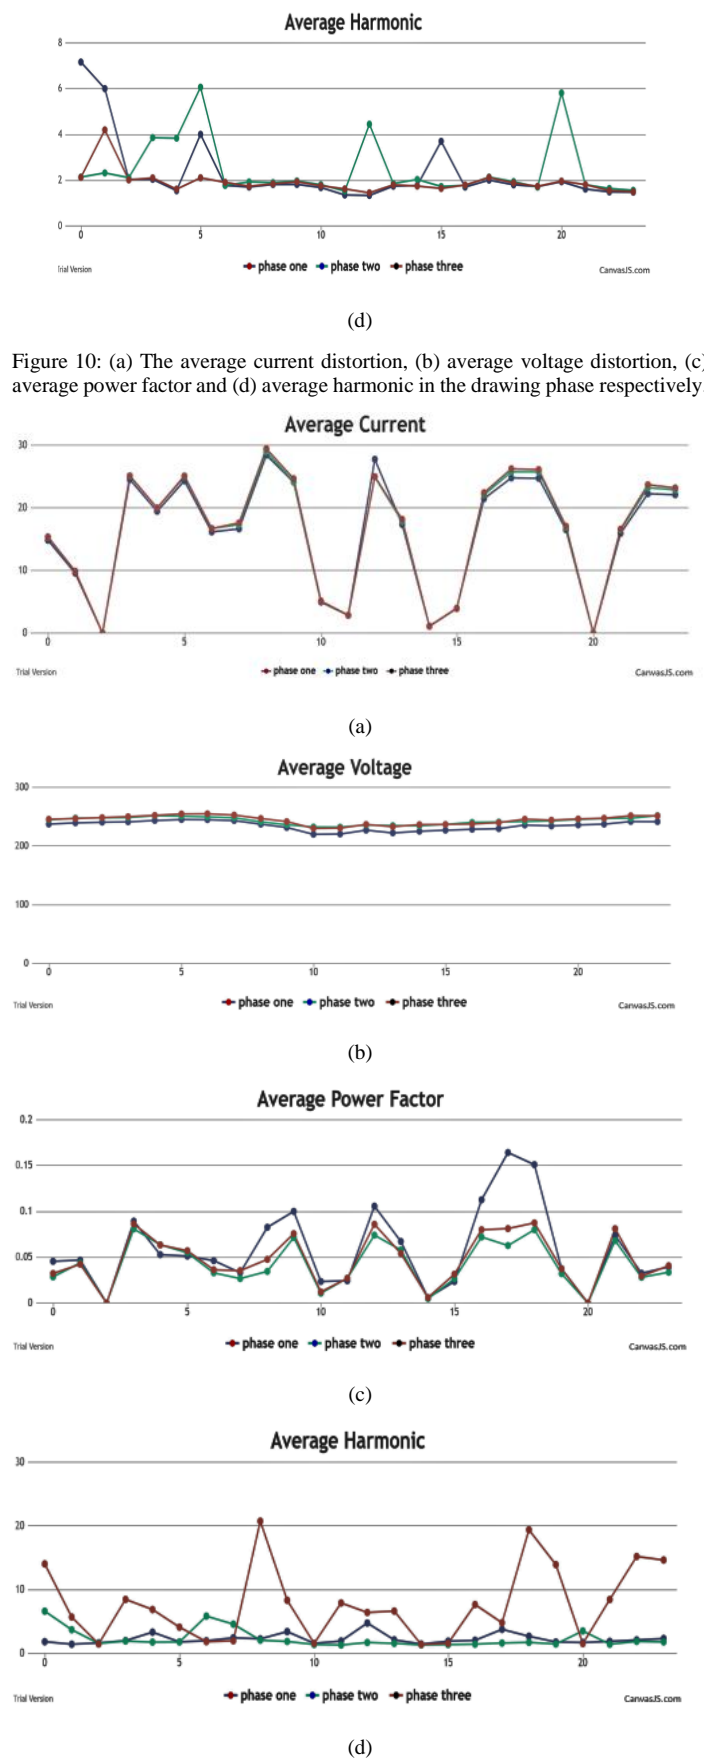 Average Harmonic
8
6
4
2
0
0 5 10 15 20
Trial Version
phase one phase two phase three
CanvasJS.com
(d)
Figure 10: (a) The average current distortion, (b) average voltage distortion, (c)
average power factor and (d) average harmonic in the drawing phase respectively.
Average Current
30
20
10
0
0 5 10 15 20
phase one phase two phase three
Trial Version CanvasJS.com
(a)
Average Voltage
300
200
100
0
0 5 10 15 20
phase one phase two phase three
Trial Version CanvasJS.com
(b)
Average Power Factor
0.2
0.15
0.1
0.05
0
0 5 10 15 20
phase one phase two phase three
Trial Version CanvasJS.com
(c)
Average Harmonic
30
20
10
0
0 5 10 15 20
phase one phase two phase three
Trial Version CanvasJS.com
(d)